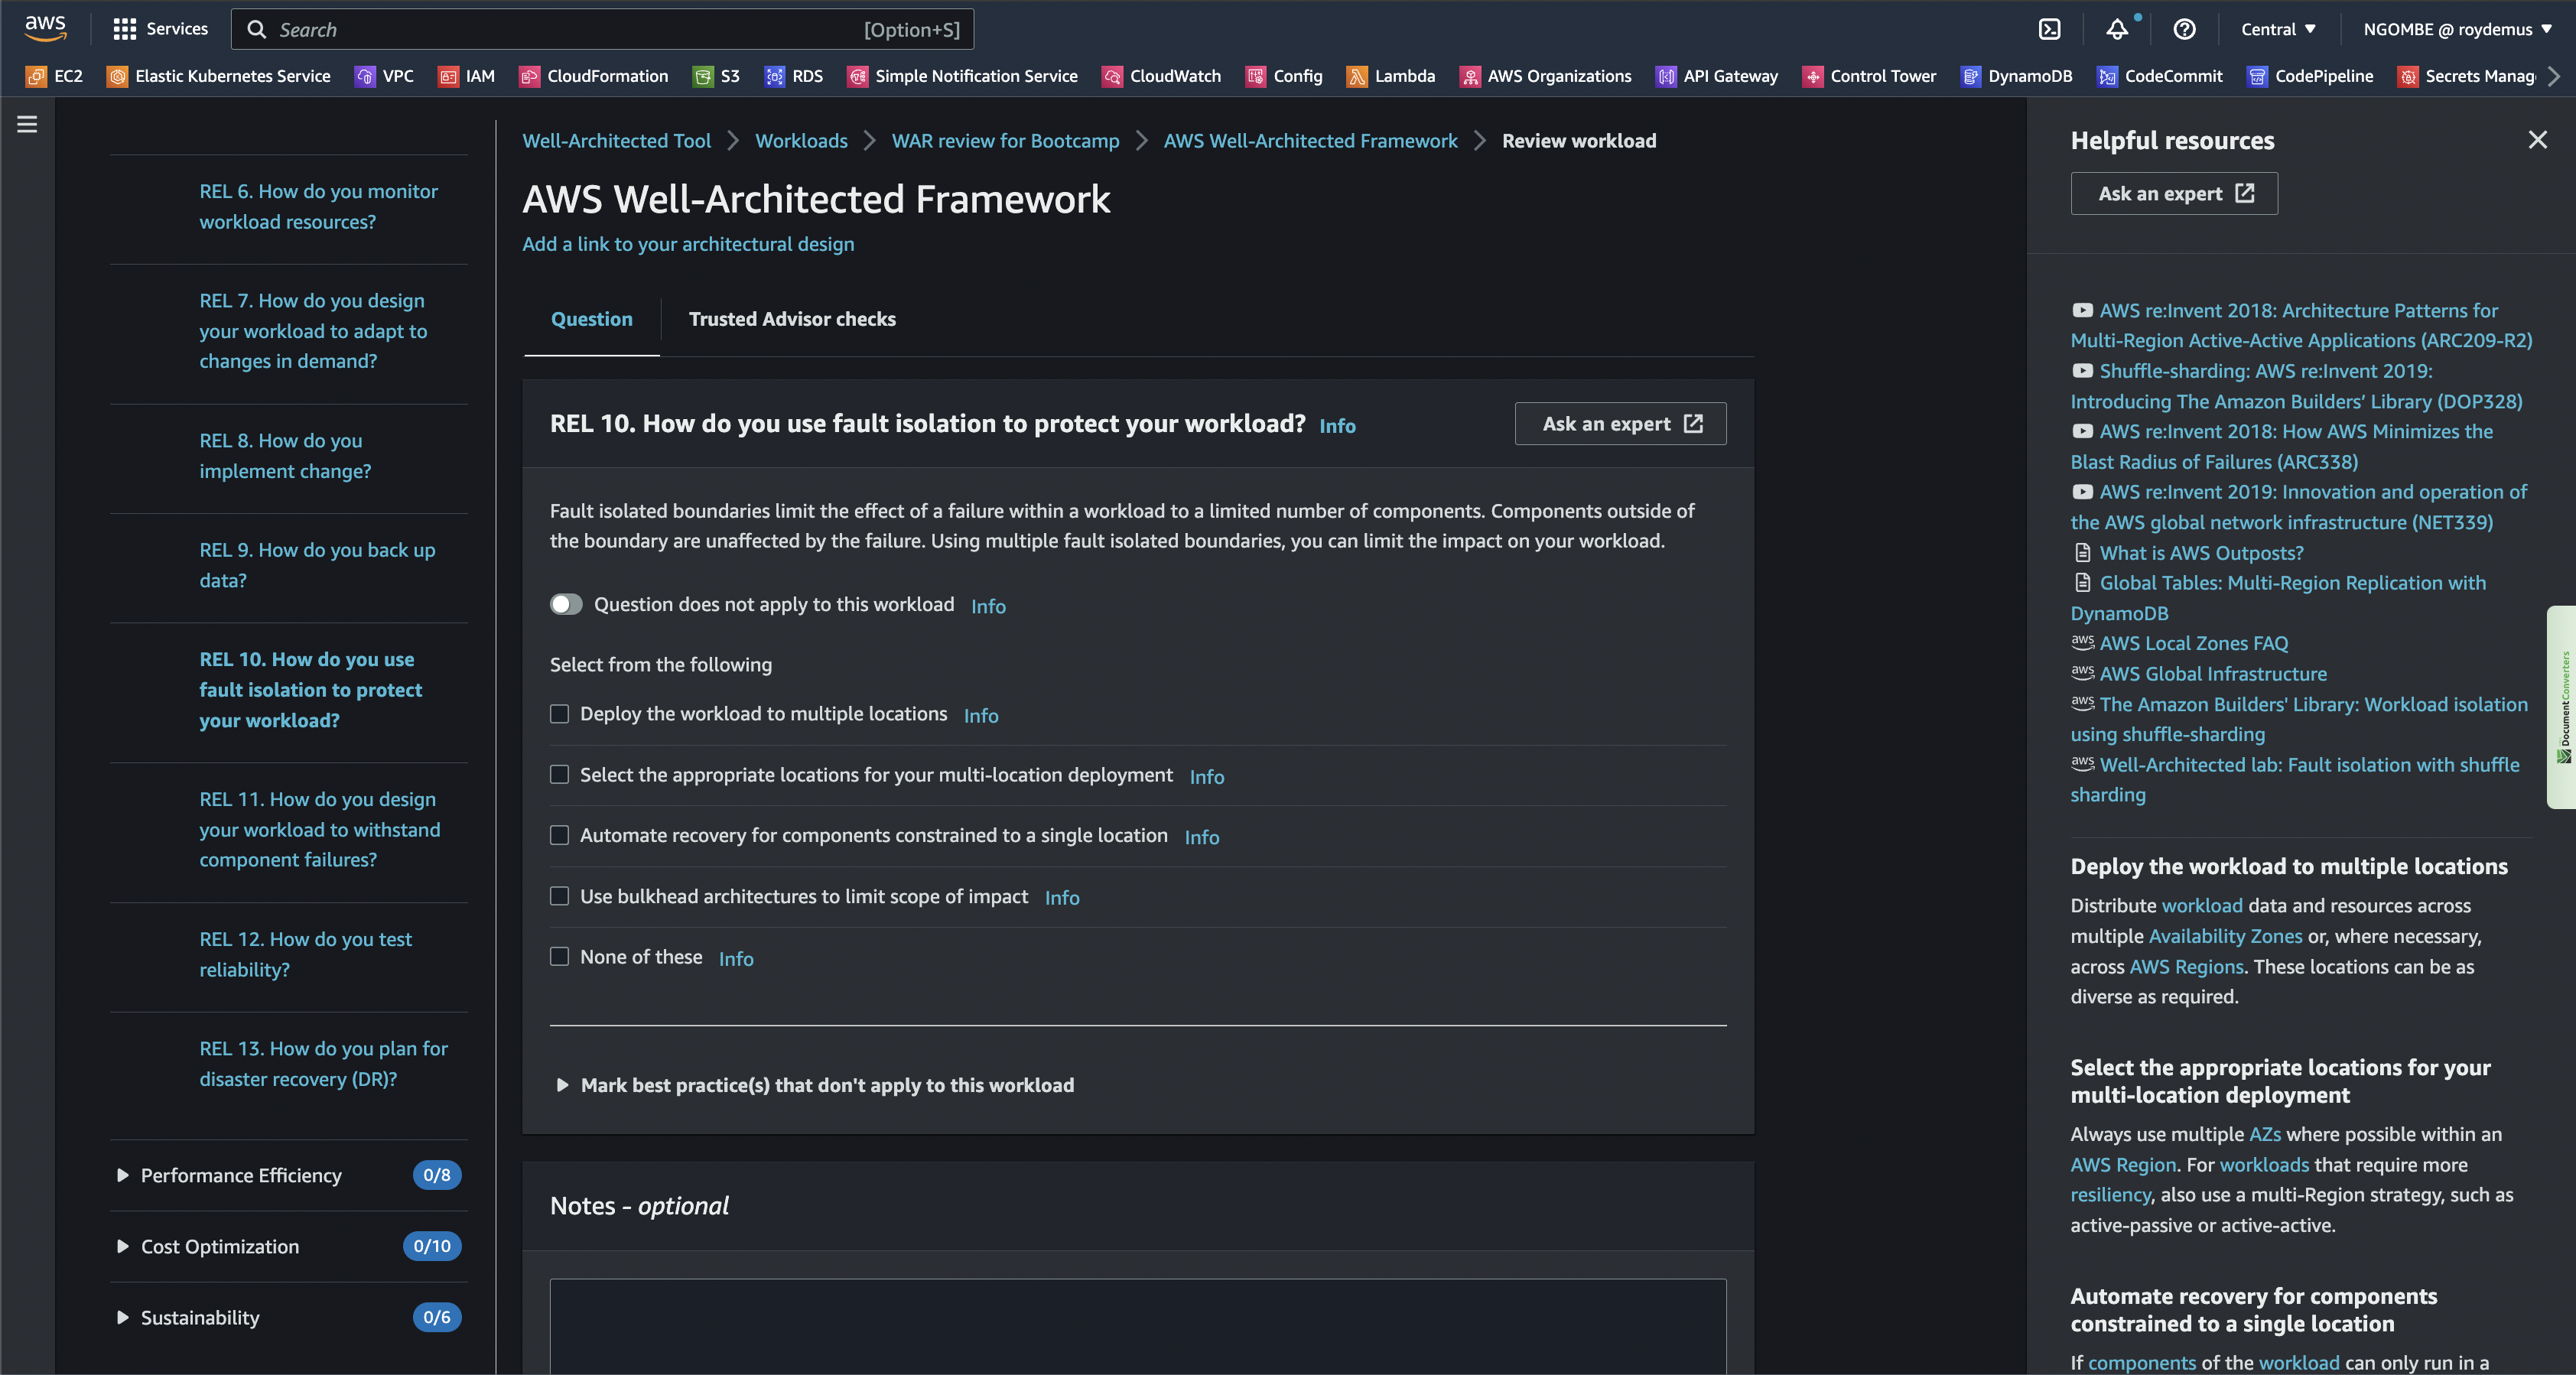 aws
Services
Search
[Option+S]
Central
NGOMBE @ roydemus
EC2
Elastic Kubernetes Service
VPC
IAM
CloudFormation
S3
RDS
Simple Notification Service
CloudWatch
Config
Lambda
AWS Organizations
API Gateway
Control Tower
DynamoDB
CodeCommit
CodePipeline
Secrets Manag
REL 6. How do you monitor
workload resources?
REL 7. How do you design
your workload to adapt to
changes in demand?
REL 8. How do you
implement change?
REL 9. How do you back up
data?
REL 10. How do you use
fault isolation to protect
your workload?
REL 11. How do you design
your workload to withstand
component failures?
REL 12. How do you test
reliability?
REL 13. How do you plan for
disaster recovery (DR)?
Performance Efficiency
0/8
Cost Optimization
0/10
Sustainability
0/6
Well-Architected Tool
Workloads
WAR review for Bootcamp
AWS Well-Architected Framework
Review workload
AWS Well-Architected Framework
Add a link to your architectural design
Question
Trusted Advisor checks
REL 10. How do you use fault isolation to protect your workload? Info
Ask an expert
Fault isolated boundaries limit the effect of a failure within a workload to a limited number of components. Components outside of
the boundary are unaffected by the failure. Using multiple fault isolated boundaries, you can limit the impact on your workload.
Question does not apply to this workload Info
Select from the following
Deploy the workload to multiple locations Info
Select the appropriate locations for your multi-location deployment Info
Automate recovery for components constrained to a single location Info
Use bulkhead architectures to limit scope of impact Info
None of these Info
Mark best practice(s) that don't apply to this workload
Notes - optional
Helpful resources
Ask an expert
AWS re:Invent 2018: Architecture Patterns for
Multi-Region Active-Active Applications (ARC209-R2)
Shuffle-sharding: AWS re:Invent 2019:
Introducing The Amazon Builders’ Library (DOP328)
AWS re:Invent 2018: How AWS Minimizes the
Blast Radius of Failures (ARC338)
AWS re:Invent 2019: Innovation and operation of
the AWS global network infrastructure (NET339)
What is AWS Outposts?
Global Tables: Multi-Region Replication with
DynamoDB
aws AWS Local Zones FAQ
aws AWS Global Infrastructure
aws The Amazon Builders' Library: Workload isolation
using shuffle-sharding
aws Well-Architected lab: Fault isolation with shuffle
sharding
Deploy the workload to multiple locations
Distribute workload data and resources across
multiple Availability Zones or, where necessary,
across AWS Regions. These locations can be as
diverse as required.
Select the appropriate locations for your
multi-location deployment
Always use multiple AZs where possible within an
AWS Region. For workloads that require more
resiliency, also use a multi-Region strategy, such as
active-passive or active-active.
Automate recovery for components
constrained to a single location
If components of the workload can only run in a
DocumentConverters